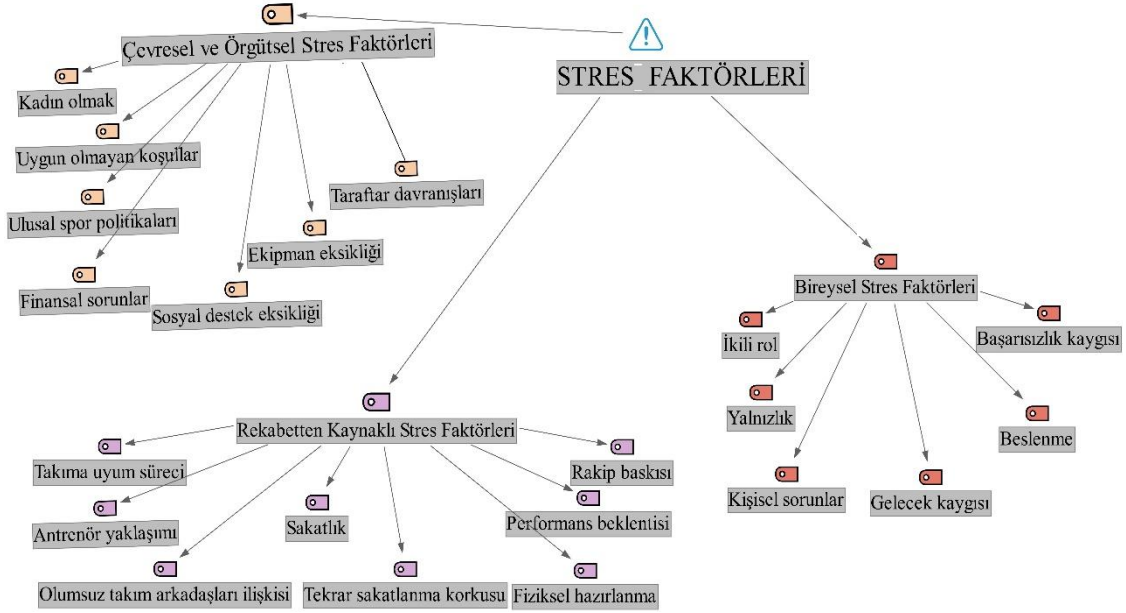 STRES FAKTÖRLERİ
Çevresel ve Örgütsel Stres Faktörleri
Kadın olmak
Uygun olmayan koşullar
Ulusal spor politikaları
Finansal sorunlar
Sosyal destek eksikliği
Ekipman eksikliği
Taraftar davranışları
Rekabetten Kaynaklı Stres Faktörleri
Takıma uyum süreci
Antrenör yaklaşımı
Olumsuz takım arkadaşları ilişkisi
Sakatlık
Tekrar sakatlanma korkusu
Fiziksel hazırlanma
Performans beklentisi
Rakip baskısı
Bireysel Stres Faktörleri
İkili rol
Yalnızlık
Kişisel sorunlar
Gelecek kaygısı
Beslenme
Başarısızlık kaygısı